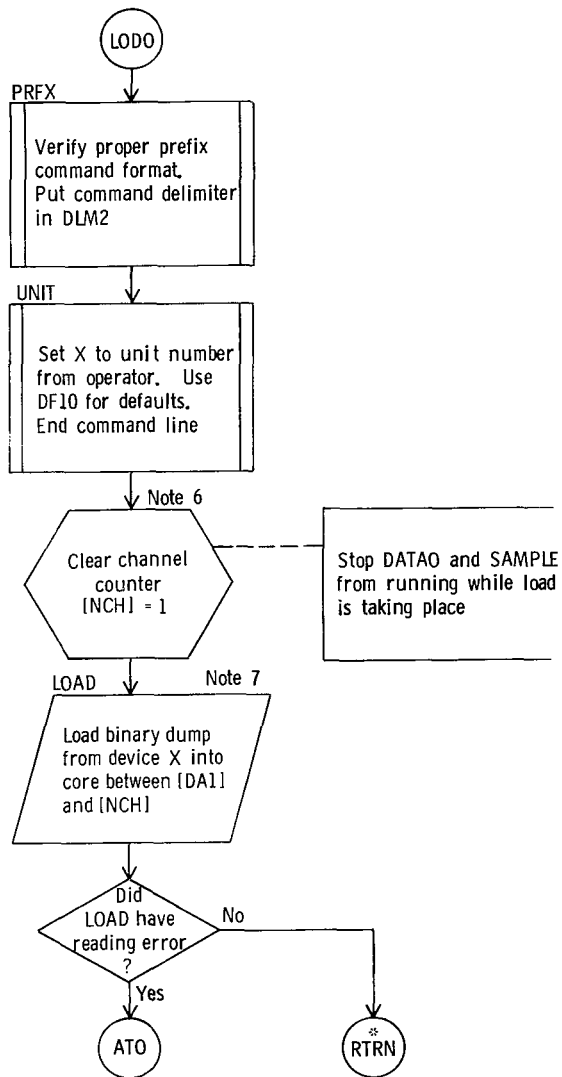 LODO
PRFX
Verify proper prefix
command format.
Put command delimiter
in DLM2
UNIT
Set X to unit number
from operator. Use
DF10 for defaults.
End command line
Note 6
Clear channel
counter
[NCH] = 1
Stop DATAO and SAMPLE
from running while load
is taking place
LOAD
Note 7
Load binary dump
from device X into
core between [DA1]
and [NCH]
Did
LOAD have
reading error
?
No
Yes
ATO
*
RTRN